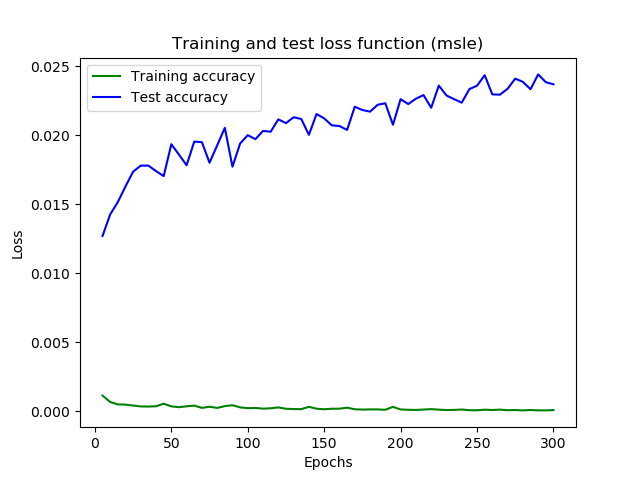 Training and test loss function (msle)
Training accuracy
Test accuracy
0.025
0.020
0.015
0.010
0.005
0.000
Loss
0 50 100 150 200 250 300
Epochs